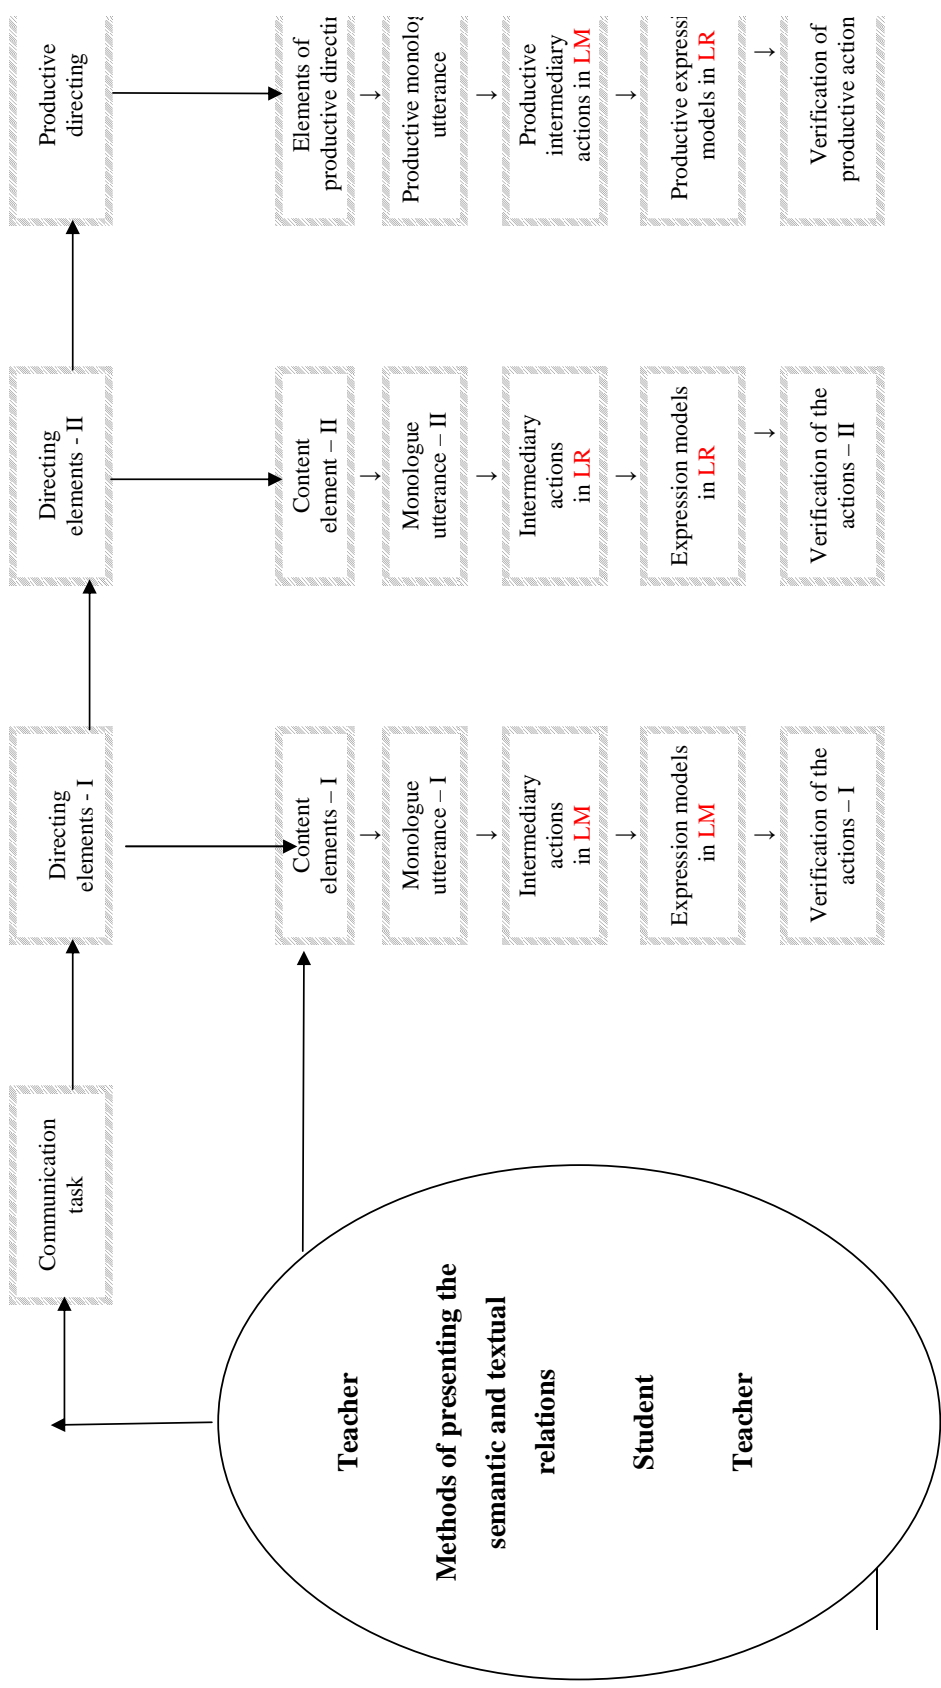 Communication
task
Directing
elements - I
Directing
elements - II
Productive
directing
Teacher
Methods of presenting the
semantic and textual
relations
Student
Teacher
Content
elements – I
↓
Monologue
utterance – I
↓
Intermediary
actions
in LM
↓
Expression models
in LM
↓
Verification of the
actions – I
Content
element – II
↓
Monologue
utterance – II
↓
Intermediary
actions
in LR
↓
Expression models
in LR
↓
Verification of the
actions – II
Elements of
productive directin
↓
Productive monolog
utterance
↓
Productive
intermediary
actions in LM
↓
Productive expressi
models in LR
↓
Verification of
productive action